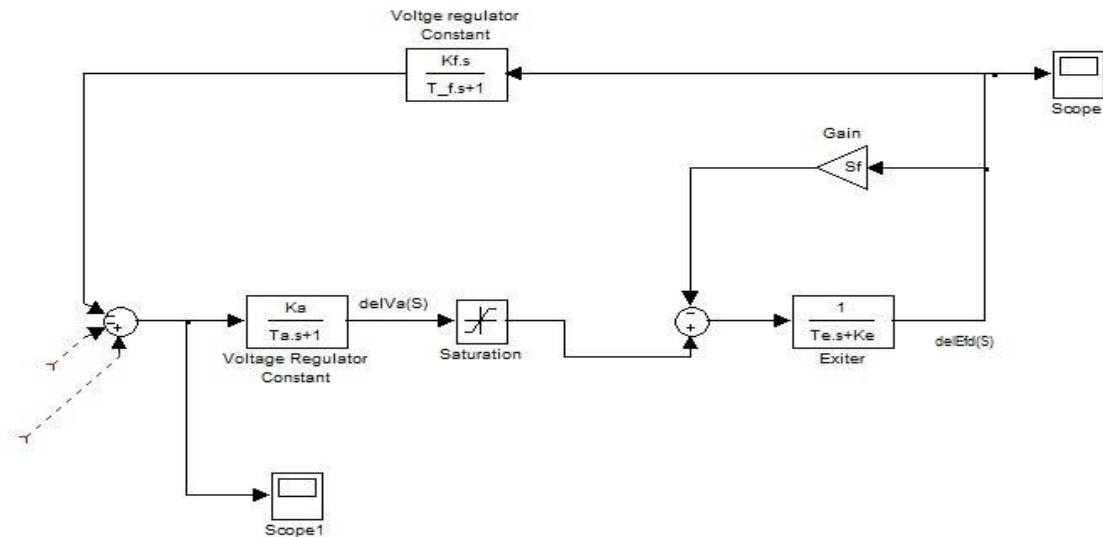 Voltge regulator
Constant
Kf.s
T_f.s+1
Scope
Gain
Sf
Ka
Ta.s+1
delVa(S)
Voltage Regulator
Constant
Saturation
1
Te.s+Ke
Exiter
delEfd(S)
Scope1